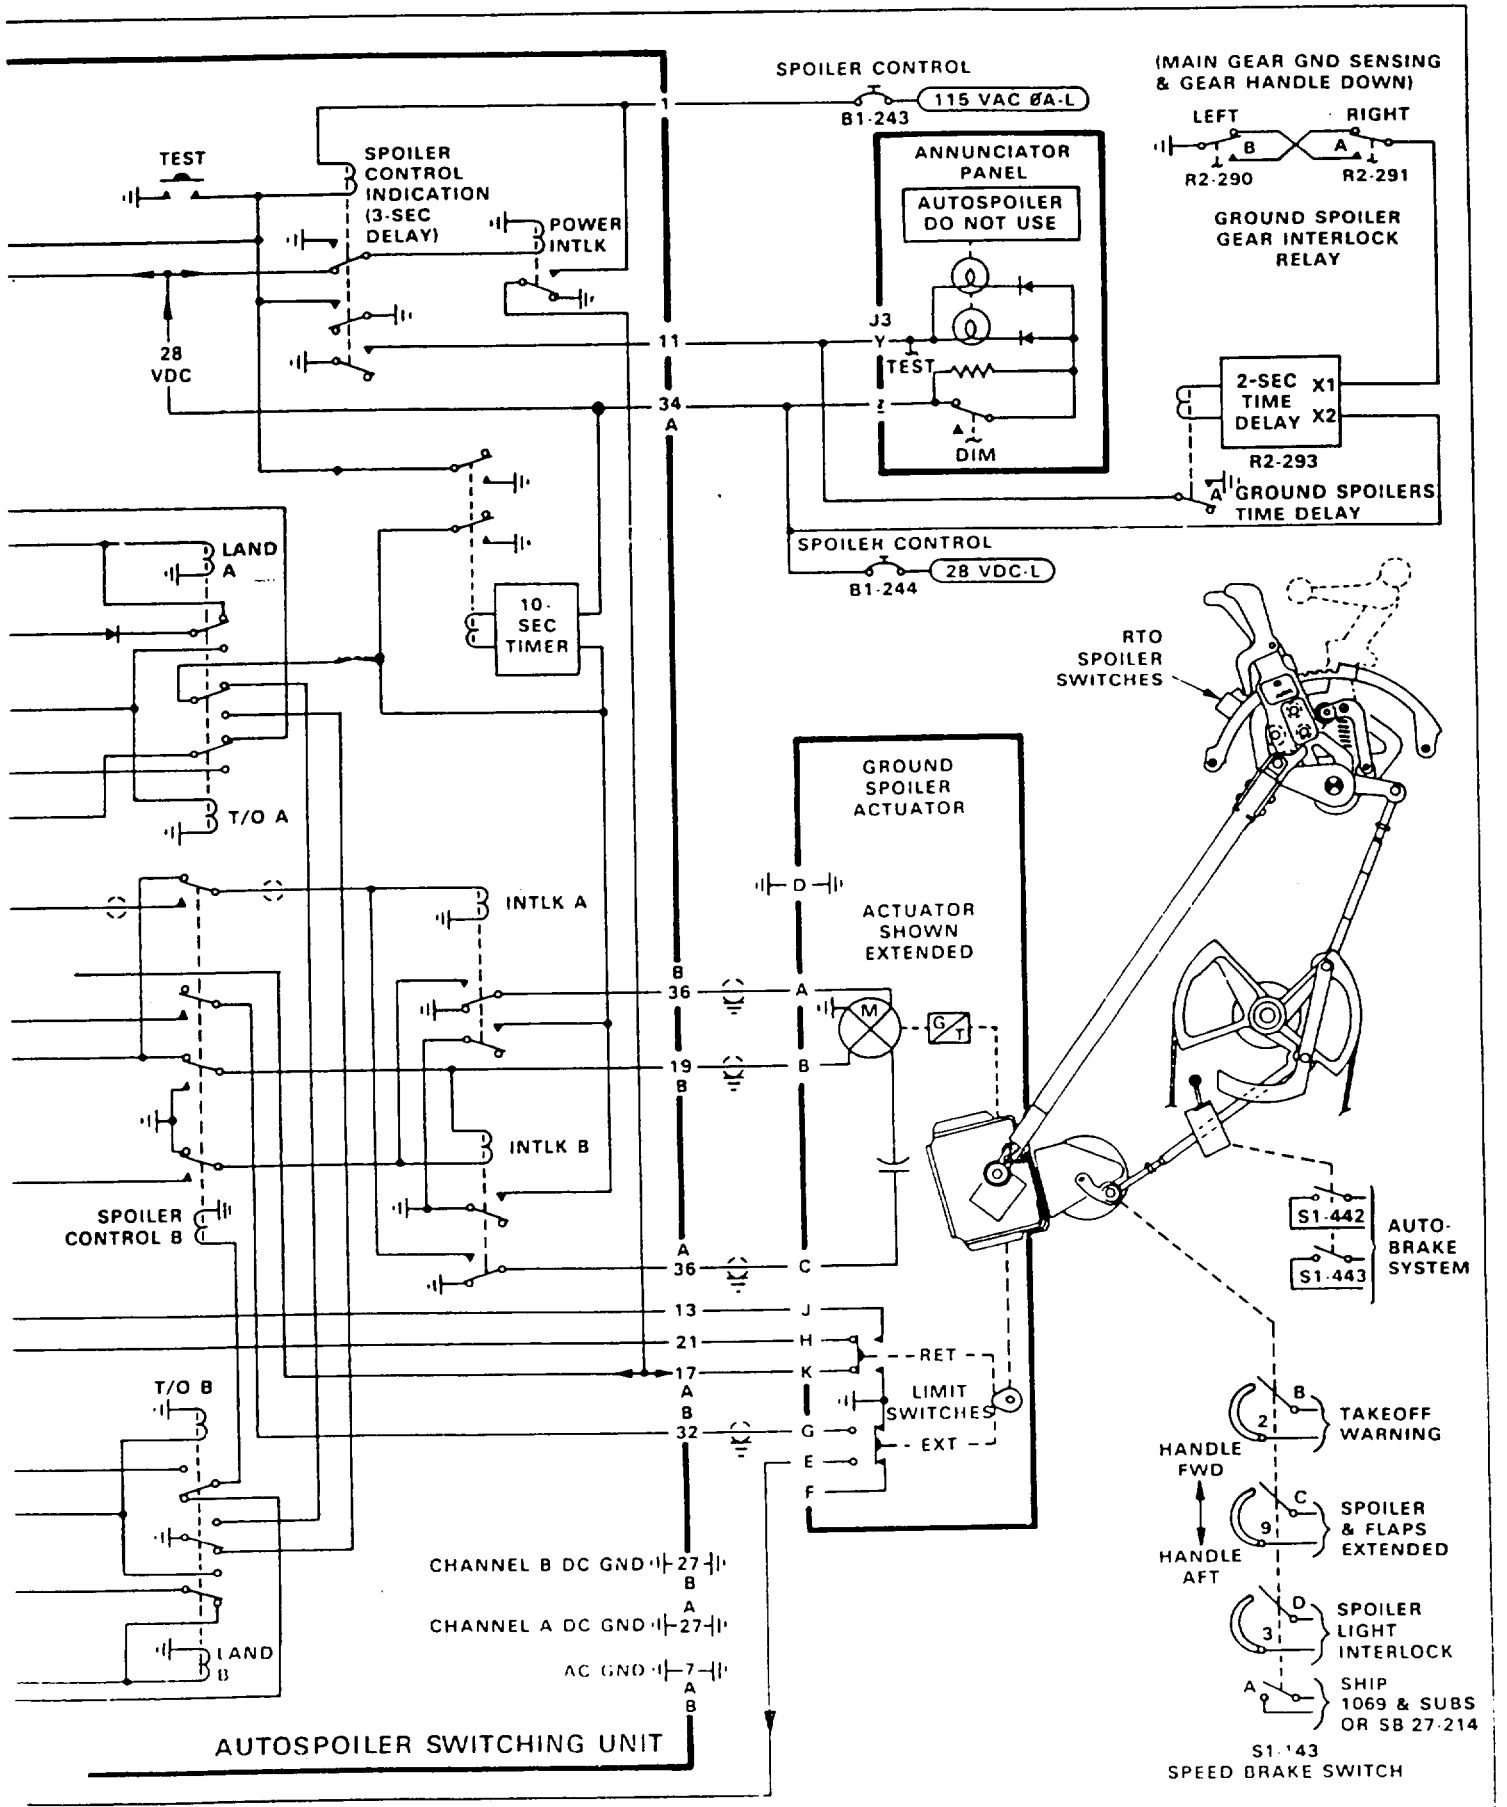 SPOILER CONTROL
115 VAC ØA-L
B1-243
(MAIN GEAR GND SENSING
& GEAR HANDLE DOWN)
LEFT
RIGHT
B
A
R2-290
R2-291
GROUND SPOILER
GEAR INTERLOCK
RELAY
1
TEST
SPOILER
CONTROL
INDICATION
(3-SEC
DELAY)
POWER
INTLK
28
VDC
11
34
A
ANNUNCIATOR
PANEL
AUTOSPOILER
DO NOT USE
J3
Y
TEST
Z
DIM
2-SEC
TIME
DELAY
X1
X2
R2-293
A
GROUND SPOILERS
TIME DELAY
SPOILER CONTROL
28 VDC-L
B1-244
LAND
A
10-
SEC
TIMER
T/O A
RTO
SPOILER
SWITCHES
GROUND
SPOILER
ACTUATOR
D
ACTUATOR
SHOWN
EXTENDED
INTLK A
B
36
A
M
G
T
19
B
B
INTLK B
SPOILER
CONTROL B
A
36
C
S1-442
S1-443
AUTO-
BRAKE
SYSTEM
13
J
21
H
RET
17
K
A
LIMIT
SWITCHES
B
32
G
EXT
E
F
T/O B
B
2
TAKEOFF
WARNING
HANDLE
FWD
C
9
SPOILER
& FLAPS
EXTENDED
HANDLE
AFT
D
3
SPOILER
LIGHT
INTERLOCK
A
SHIP
1069 & SUBS
OR SB 27-214
S1-143
SPEED BRAKE SWITCH
CHANNEL B DC GND
27
B
A
CHANNEL A DC GND
27
AC GND
7
A
B
LAND
B
AUTOSPOILER SWITCHING UNIT